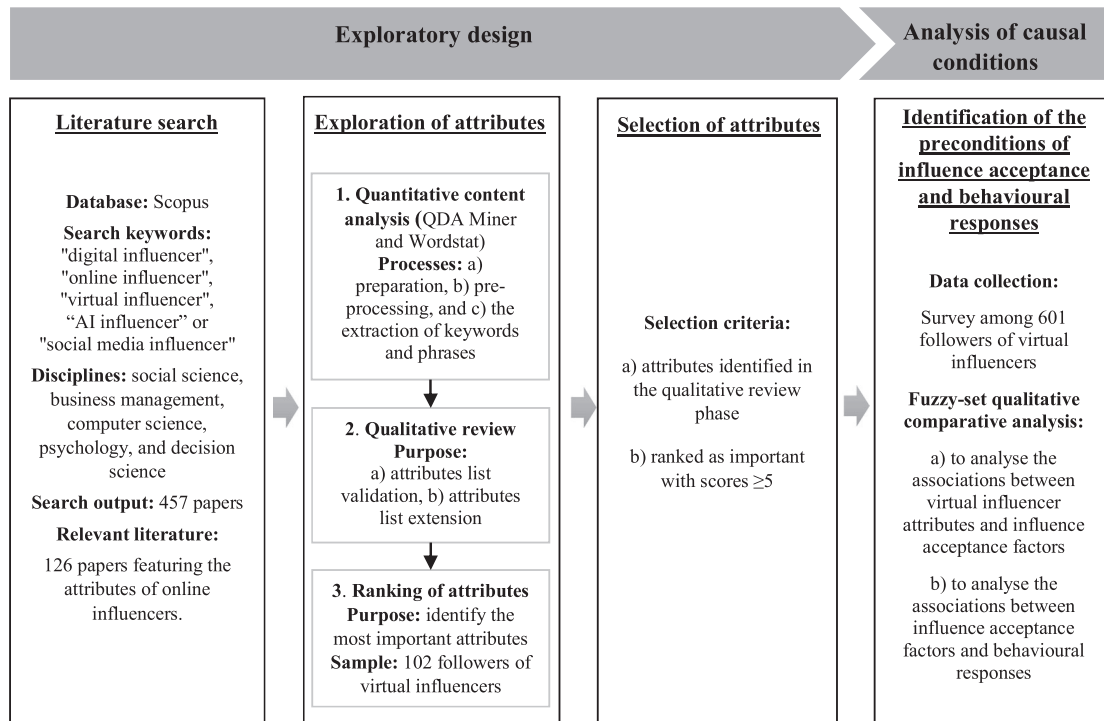 Exploratory design
Analysis of causal
conditions
Literature search
Database: Scopus
Search keywords:
"digital influencer",
"online influencer",
"virtual influencer",
“AI influencer” or
"social media influencer"
Disciplines: social science,
business management,
computer science,
psychology, and decision
science
Search output: 457 papers
Relevant literature:
126 papers featuring the
attributes of online
influencers.
Exploration of attributes
1. Quantitative content
analysis (QDA Miner
and Wordstat)
Processes: a)
preparation, b) pre-
processing, and c) the
extraction of keywords
and phrases
2. Qualitative review
Purpose:
a) attributes list
validation, b) attributes
list extension
3. Ranking of attributes
Purpose: identify the
most important attributes
Sample: 102 followers of
virtual influencers
Selection of attributes
Selection criteria:
a) attributes identified in
the qualitative review
phase
b) ranked as important
with scores ≥5
Identification of the
preconditions of
influence acceptance
and behavioural
responses
Data collection:
Survey among 601
followers of virtual
influencers
Fuzzy-set qualitative
comparative analysis:
a) to analyse the
associations between
virtual influencer
attributes and influence
acceptance factors
b) to analyse the
associations between
influence acceptance
factors and behavioural
responses